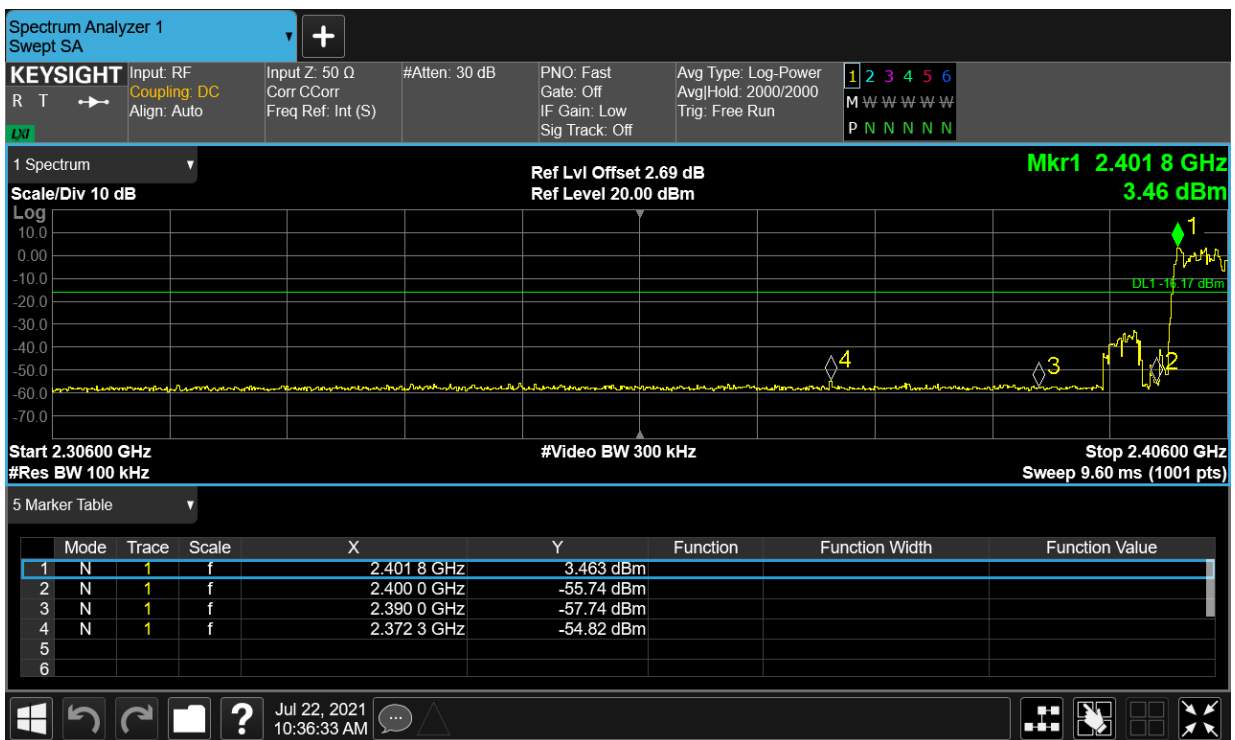 Spectrum Analyzer 1
Swept SA
KEYSIGHT
R T
LXI
Input: RF
Coupling: DC
Align: Auto
Input Z: 50 Ω
Corr CCorr
Freq Ref: Int (S)
#Atten: 30 dB
PNO: Fast
Gate: Off
IF Gain: Low
Sig Track: Off
Avg Type: Log-Power
Avg|Hold: 2000/2000
Trig: Free Run
1 2 3 4 5 6
M W W W W W
P N N N N N
1 Spectrum
Scale/Div 10 dB
Ref Lvl Offset 2.69 dB
Ref Level 20.00 dBm
Mkr1 2.401 8 GHz
3.46 dBm
Log
10.0
0.00
-10.0
-20.0
-30.0
-40.0
-50.0
-60.0
-70.0
1
DL1 -16.17 dBm
4
3
2
Start 2.30600 GHz
#Res BW 100 kHz
#Video BW 300 kHz
Stop 2.40600 GHz
Sweep 9.60 ms (1001 pts)
5 Marker Table
Mode Trace Scale X Y Function Function Width Function Value
1 N 1 f 2.401 8 GHz 3.463 dBm
2 N 1 f 2.400 0 GHz -55.74 dBm
3 N 1 f 2.390 0 GHz -57.74 dBm
4 N 1 f 2.372 3 GHz -54.82 dBm
5
6
?
Jul 22, 2021
10:36:33 AM